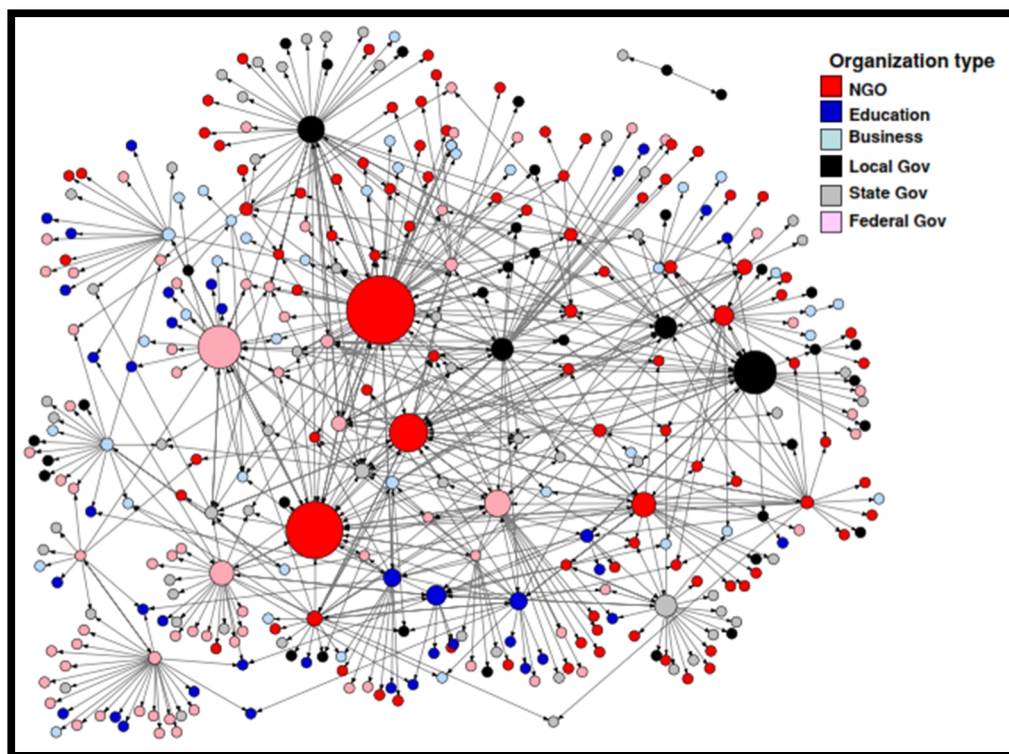 Organization type
NGO
Education
Business
Local Gov
State Gov
Federal Gov